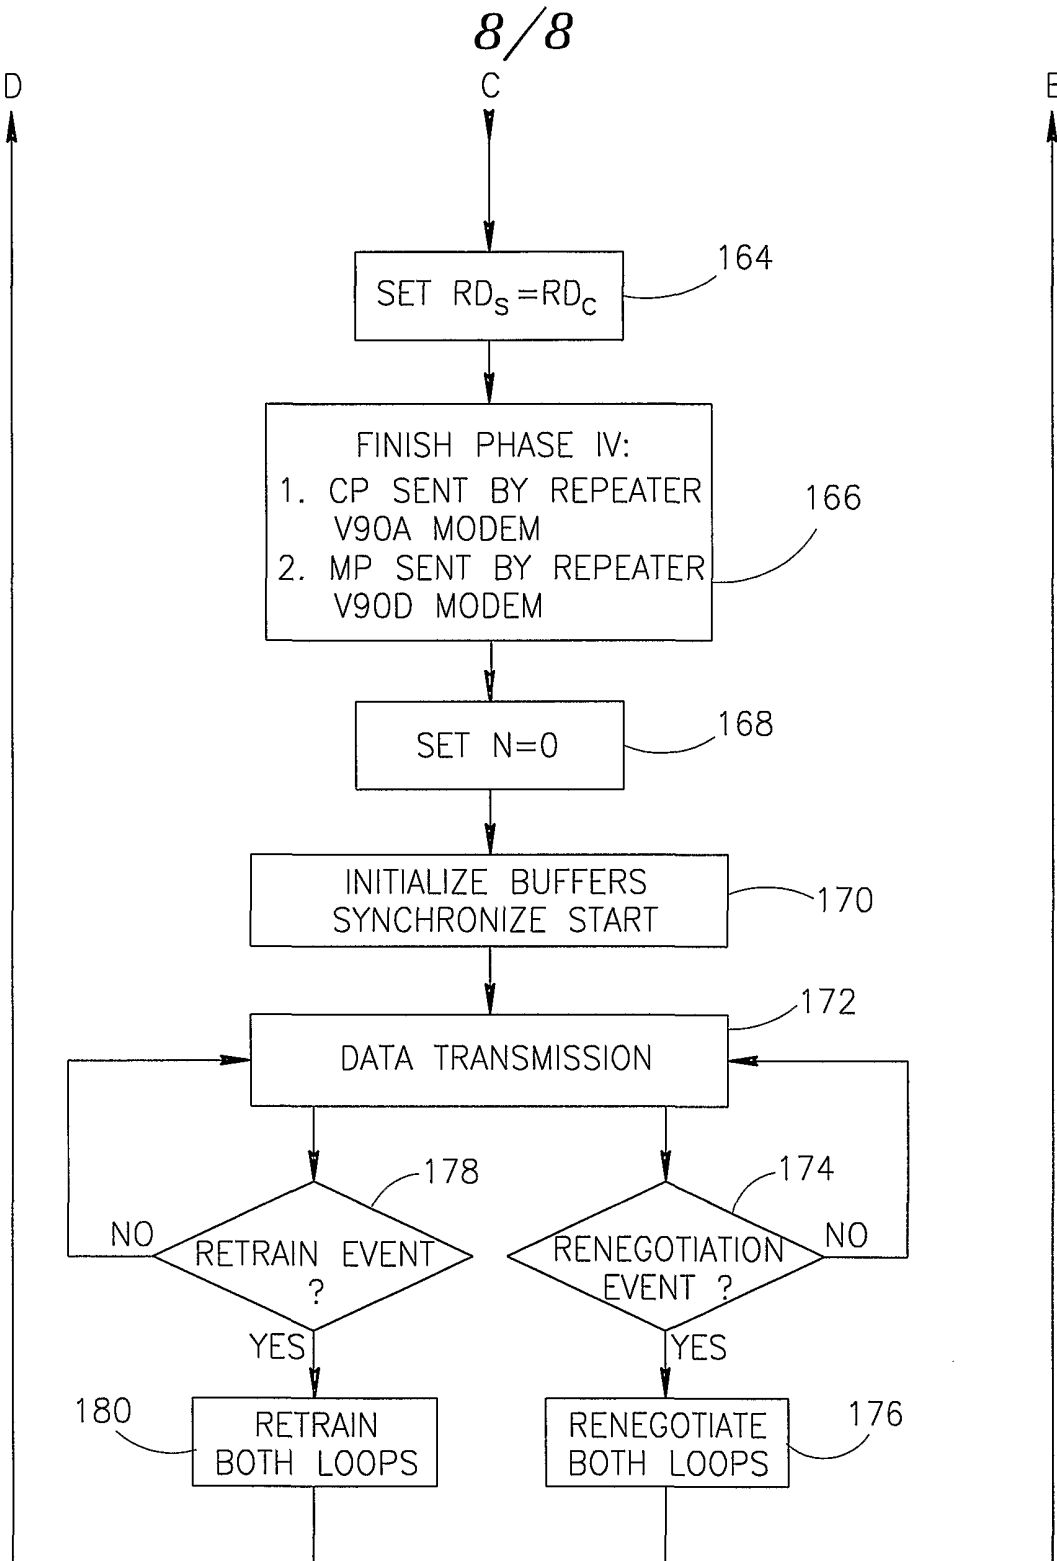 8/8
D
C
E
SET RDS=RDC
164
FINISH PHASE IV:
1. CP SENT BY REPEATER
V90A MODEM
2. MP SENT BY REPEATER
V90D MODEM
166
SET N=0
168
INITIALIZE BUFFERS
SYNCHRONIZE START
170
172
DATA TRANSMISSION
178
174
NO
RETRAIN EVENT
?
RENEGOTIATION
EVENT ?
NO
YES
YES
180
RETRAIN
BOTH LOOPS
RENEGOTIATE
BOTH LOOPS
176